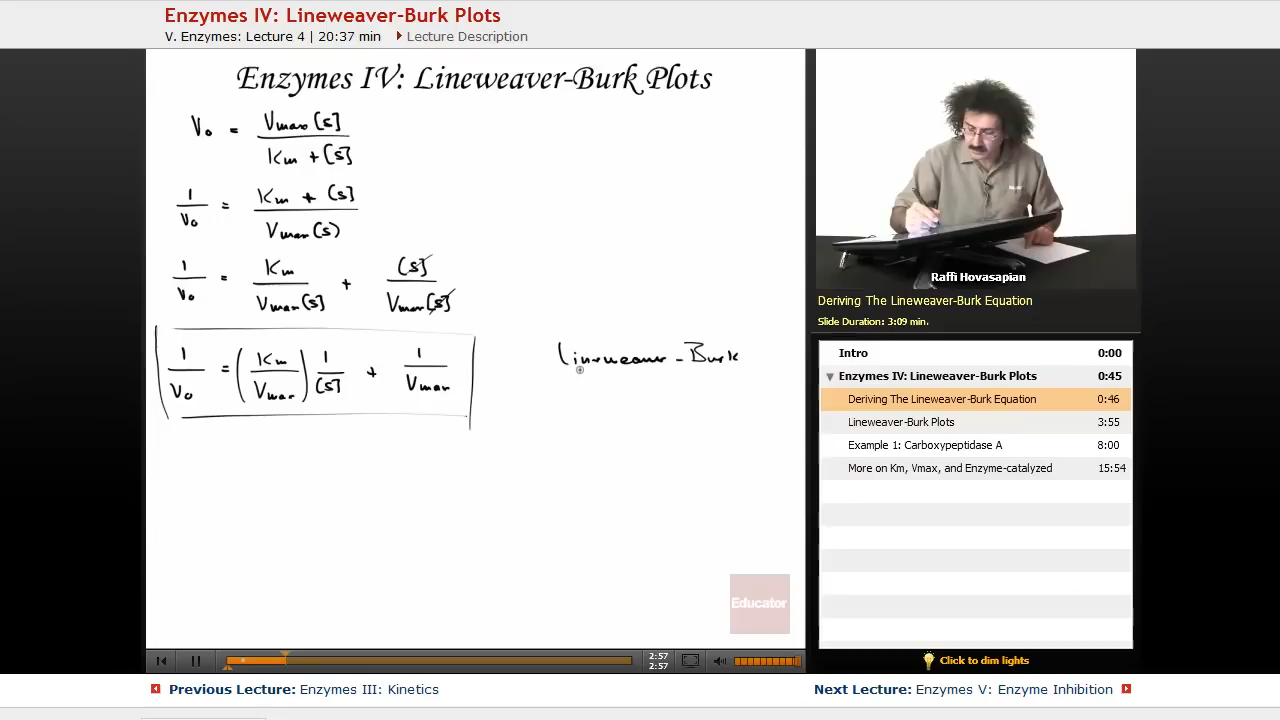 Enzymes IV: Lineweaver-Burk Plots
V. Enzymes: Lecture 4 | 20:37 min
Lecture Description
Enzymes IV: Lineweaver-Burk Plots
V₀ = Vmax[s] / Km + [s]
1/V₀ = Km + [s] / Vmax[s]
1/V₀ = Km / Vmax[s] + [s] / Vmax[s]
1/V₀ = (Km/Vmax) 1/[s] + 1/Vmax
Lineweaver-Burk
Educator
2:57
2:57
Raffi Hovasapian
Deriving The Lineweaver-Burk Equation
Slide Duration: 3:09 min.
Intro 0:00
Enzymes IV: Lineweaver-Burk Plots 0:45
Deriving The Lineweaver-Burk Equation 0:46
Lineweaver-Burk Plots 3:55
Example 1: Carboxypeptidase A 8:00
More on Km, Vmax, and Enzyme-catalyzed 15:54
Click to dim lights
Previous Lecture: Enzymes III: Kinetics
Next Lecture: Enzymes V: Enzyme Inhibition